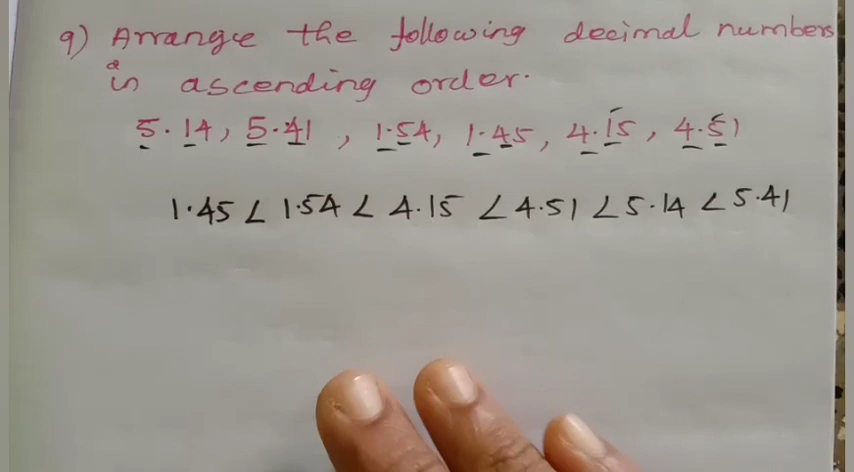 9) Arrange the following decimal numbers
in ascending order.
5.14, 5.41, 1.54, 1.45, 4.15, 4.51
1.45 < 1.54 < 4.15 < 4.51 < 5.14 < 5.41